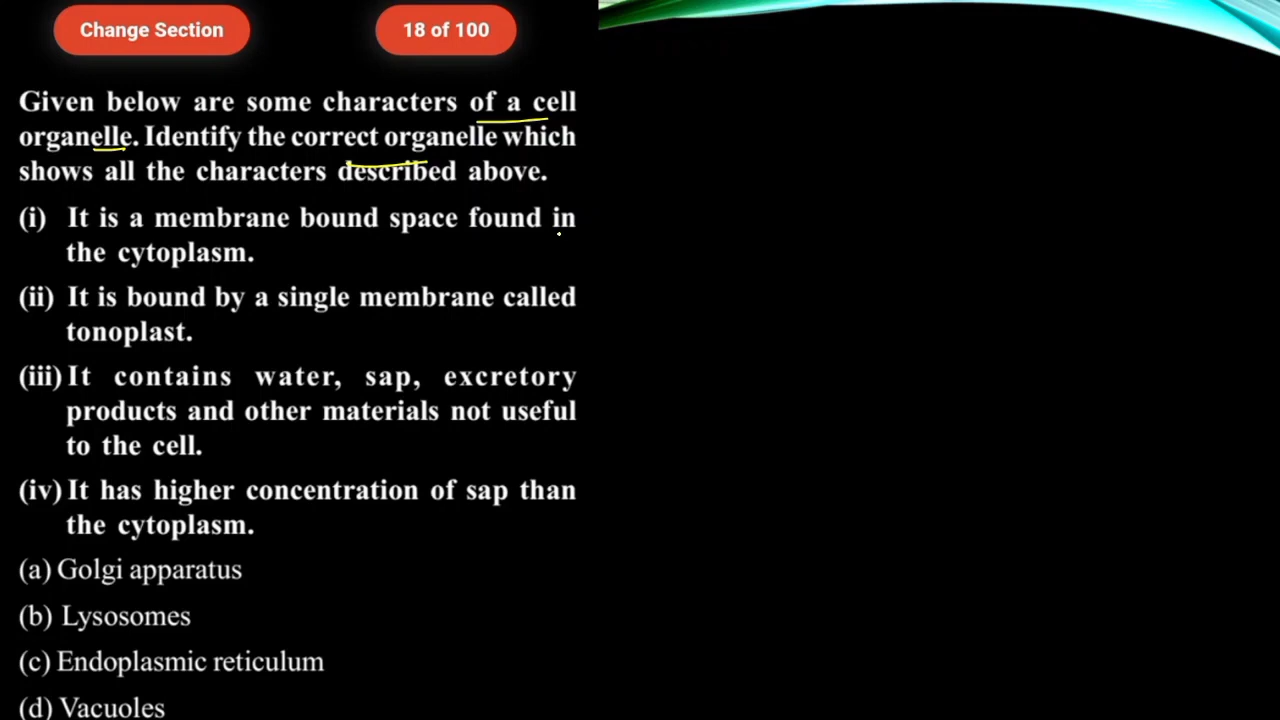 Change Section
18 of 100
Given below are some characters of a cell
organelle. Identify the correct organelle which
shows all the characters described above.
(i) It is a membrane bound space found in
the cytoplasm.
(ii) It is bound by a single membrane called
tonoplast.
(iii) It contains water, sap, excretory
products and other materials not useful
to the cell.
(iv) It has higher concentration of sap than
the cytoplasm.
(a) Golgi apparatus
(b) Lysosomes
(c) Endoplasmic reticulum
(d) Vacuoles